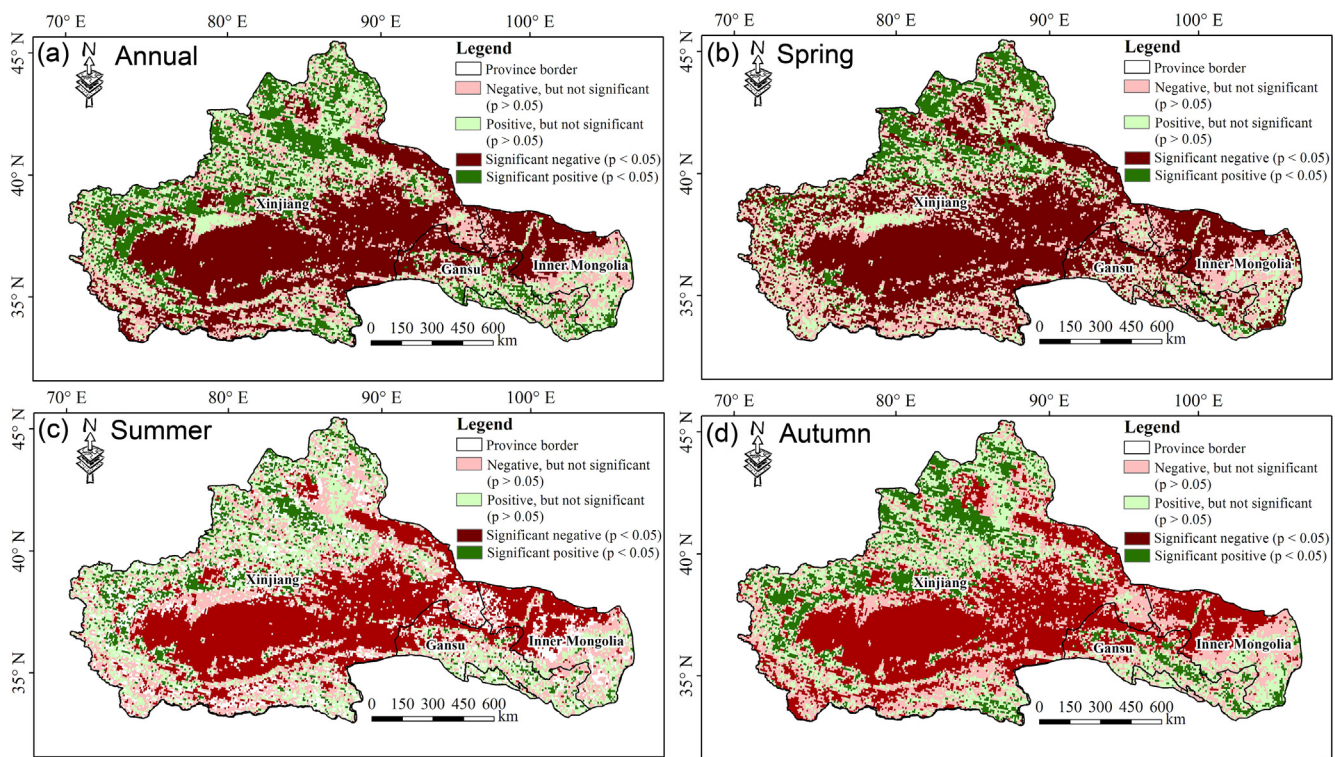 70° E 80° E 90° E 100° E
(a) Annual
N
45° N
40° N
35° N
Legend
Province border
Negative, but not significant
(p > 0.05)
Positive, but not significant
(p > 0.05)
Significant negative (p < 0.05)
Significant positive (p < 0.05)
Xinjiang
Gansu
Inner Mongolia
0 150 300 450 600
km
70° E 80° E 90° E 100° E
(b) Spring
N
45° N
40° N
35° N
Legend
Province border
Negative, but not significant
(p > 0.05)
Positive, but not significant
(p > 0.05)
Significant negative (p < 0.05)
Significant positive (p < 0.05)
Xinjiang
Gansu
Inner Mongolia
0 150 300 450 600
km
70° E 80° E 90° E 100° E
(c) Summer
N
45° N
40° N
35° N
Legend
Province border
Negative, but not significant
(p > 0.05)
Positive, but not significant
(p > 0.05)
Significant negative (p < 0.05)
Significant positive (p < 0.05)
Xinjiang
Gansu
Inner Mongolia
0 150 300 450 600
km
70° E 80° E 90° E 100° E
(d) Autumn
N
45° N
40° N
35° N
Legend
Province border
Negative, but not significant
(p > 0.05)
Positive, but not significant
(p > 0.05)
Significant negative (p < 0.05)
Significant positive (p < 0.05)
Xinjiang
Gansu
Inner Mongolia
0 150 300 450 600
km